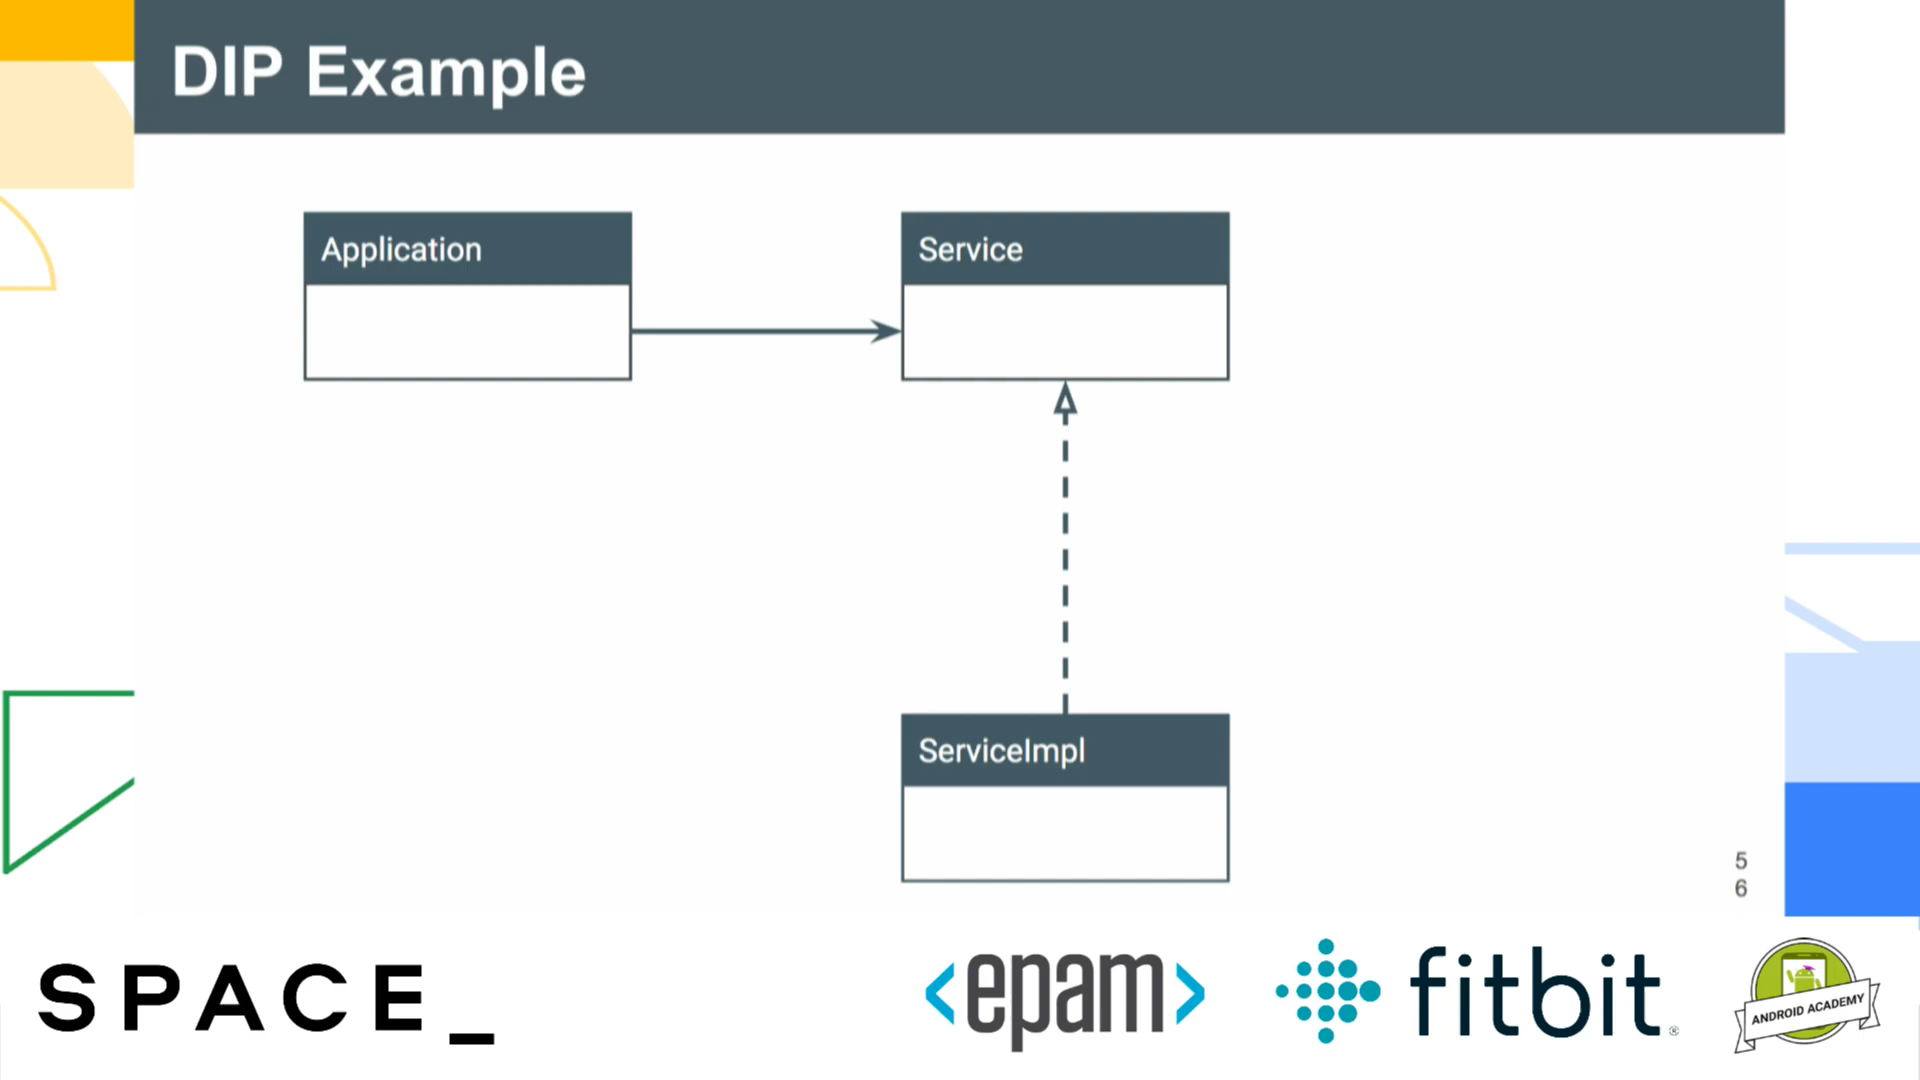 DIP Example
Application
Service
ServiceImpl
5
6
SPACE_
<epam>
fitbit®
ANDROID ACADEMY